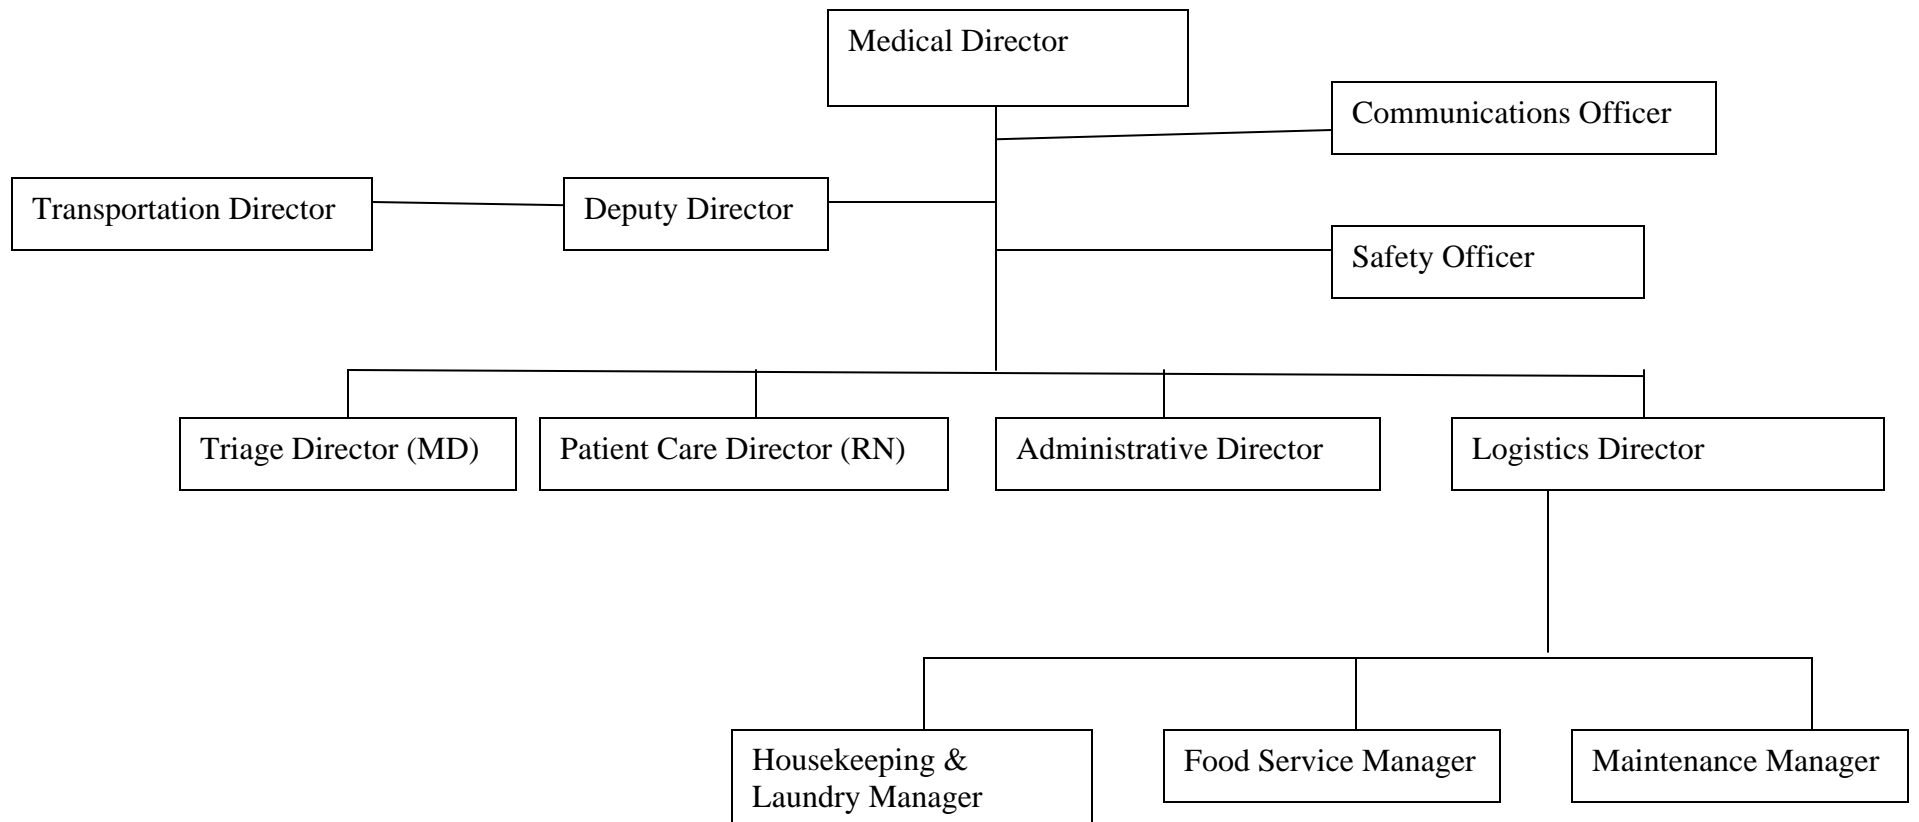 Medical Director
Communications Officer
Transportation Director
Deputy Director
Safety Officer
Triage Director (MD)
Patient Care Director (RN)
Administrative Director
Logistics Director
Housekeeping &
Laundry Manager
Food Service Manager
Maintenance Manager